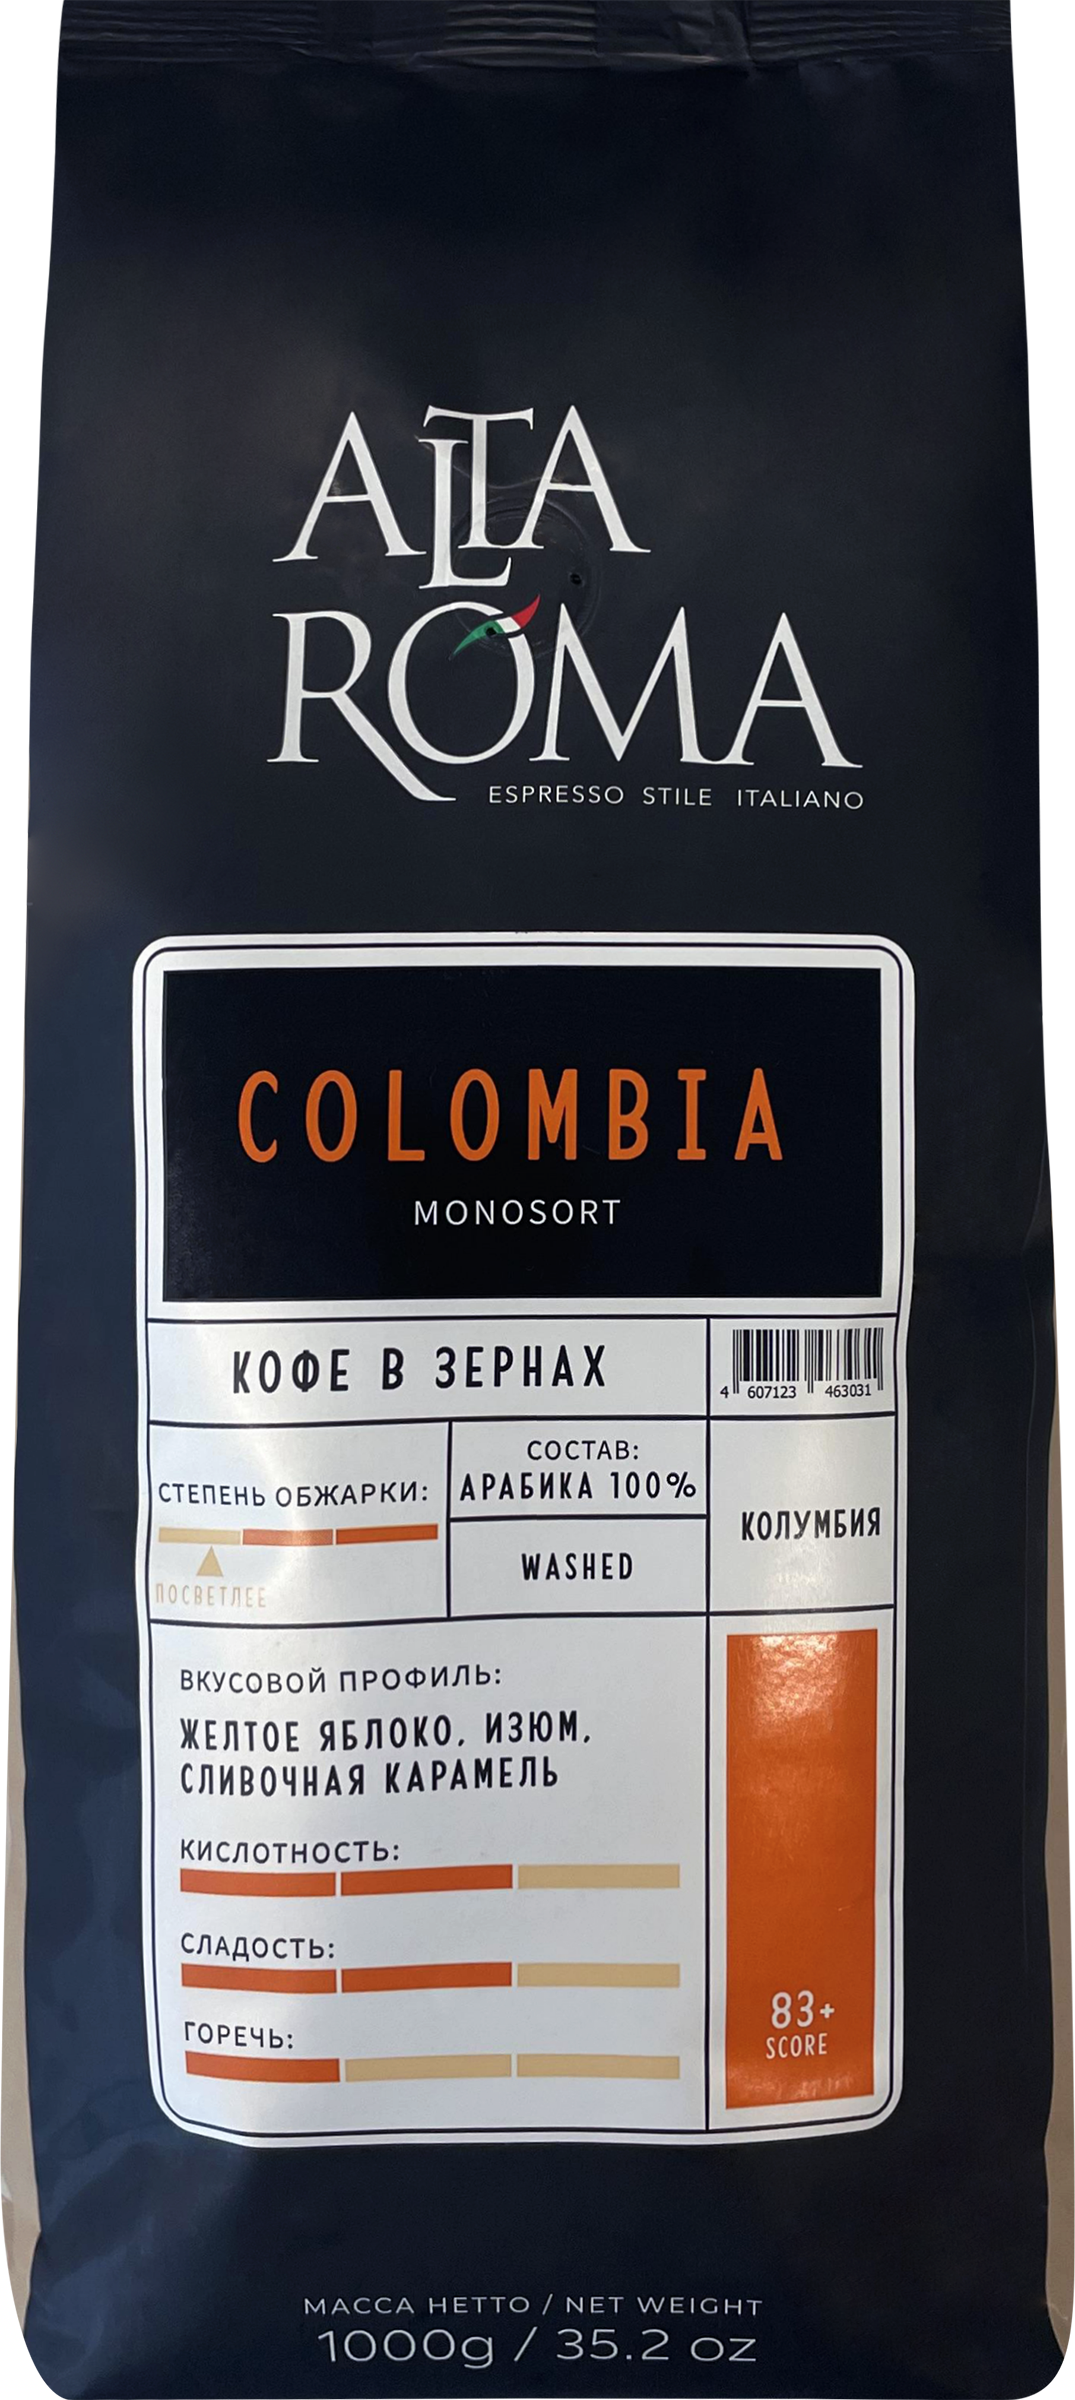 ALTA
ROMA
ESPRESSO STILE ITALIANO
COLOMBIA
MONOSORT
КОФЕ В ЗЕРНАХ
4 607123 463031
СТЕПЕНЬ ОБЖАРКИ:
ПОСВЕТЛЕЕ
СОСТАВ:
АРАБИКА 100%
WASHED
КОЛУМБИЯ
ВКУСОВОЙ ПРОФИЛЬ:
ЖЕЛТОЕ ЯБЛОКО, ИЗЮМ,
СЛИВОЧНАЯ КАРАМЕЛЬ
КИСЛОТНОСТЬ:
СЛАДОСТЬ:
ГОРЕЧЬ:
83+
SCORE
МАССА НЕТТО / NET WEIGHT
1000g / 35.2 oz